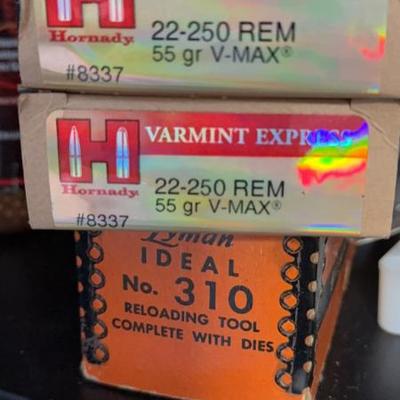 Hornady
22-250 REM
55 gr V-MAX®
#8337
VARMINT EXPRESS
Hornady
22-250 REM
55 gr V-MAX®
#8337
Lyman
IDEAL
No. 310
RELOADING TOOL
COMPLETE WITH DIES